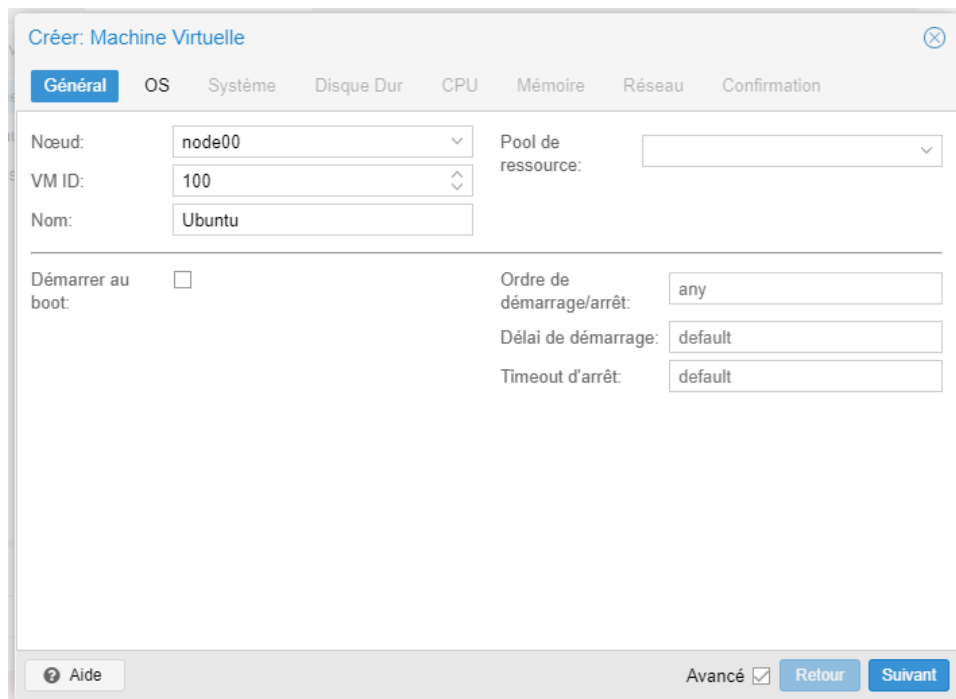 Créer: Machine Virtuelle
Général OS Système Disque Dur CPU Mémoire Réseau Confirmation
Nœud: node00
VM ID: 100
Nom: Ubuntu
Pool de
ressource:
Démarrer au
boot:
Ordre de
démarrage/arrêt: any
Délai de démarrage: default
Timeout d'arrêt: default
Aide Avancé Retour Suivant